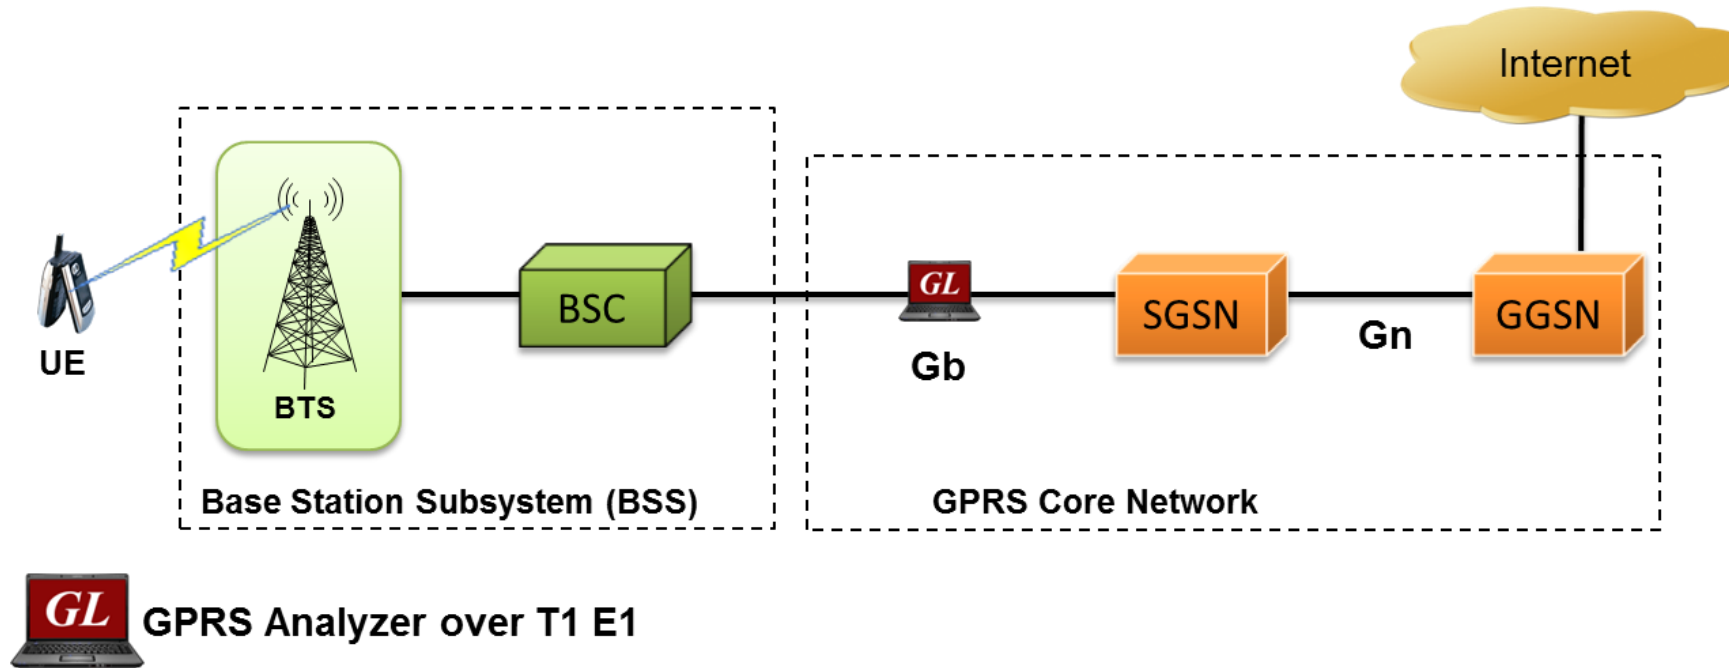 Internet
UE
BTS
BSC
GL
Gb
SGSN
Gn
GGSN
Base Station Subsystem (BSS)
GPRS Core Network
GL
GPRS Analyzer over T1 E1